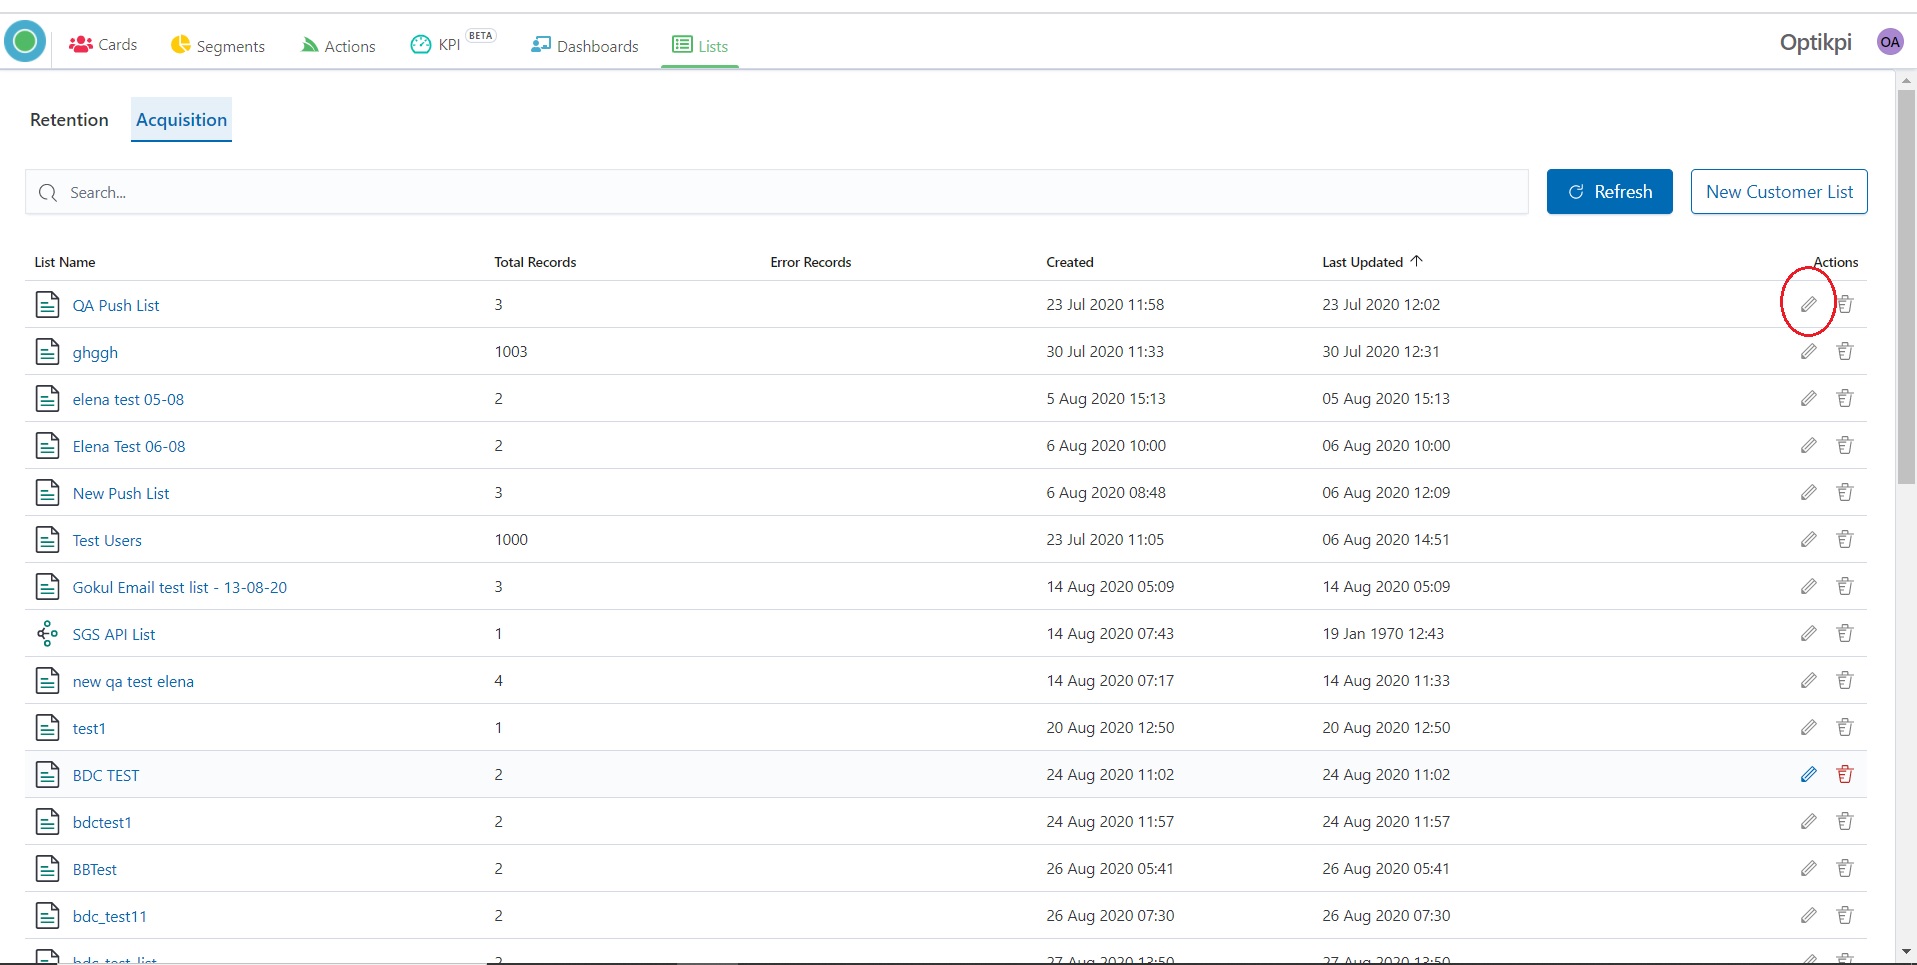 Cards Segments Actions KPI BETA Dashboards Lists Optikpi OA
Retention Acquisition
Search... Refresh New Customer List
List Name Total Records Error Records Created Last Updated Actions
QA Push List 3 23 Jul 2020 11:58 23 Jul 2020 12:02
ghggh 1003 30 Jul 2020 11:33 30 Jul 2020 12:31
elena test 05-08 2 5 Aug 2020 15:13 05 Aug 2020 15:13
Elena Test 06-08 2 6 Aug 2020 10:00 06 Aug 2020 10:00
New Push List 3 6 Aug 2020 08:48 06 Aug 2020 12:09
Test Users 1000 23 Jul 2020 11:05 06 Aug 2020 14:51
Gokul Email test list - 13-08-20 3 14 Aug 2020 05:09 14 Aug 2020 05:09
SGS API List 1 14 Aug 2020 07:43 19 Jan 1970 12:43
new qa test elena 4 14 Aug 2020 07:17 14 Aug 2020 11:33
test1 1 20 Aug 2020 12:50 20 Aug 2020 12:50
BDC TEST 2 24 Aug 2020 11:02 24 Aug 2020 11:02
bdctest1 2 24 Aug 2020 11:57 24 Aug 2020 11:57
BBTest 2 26 Aug 2020 05:41 26 Aug 2020 05:41
bdc_test11 2 26 Aug 2020 07:30 26 Aug 2020 07:30
27 Aug 2020 13:50 27 Aug 2020 13:50